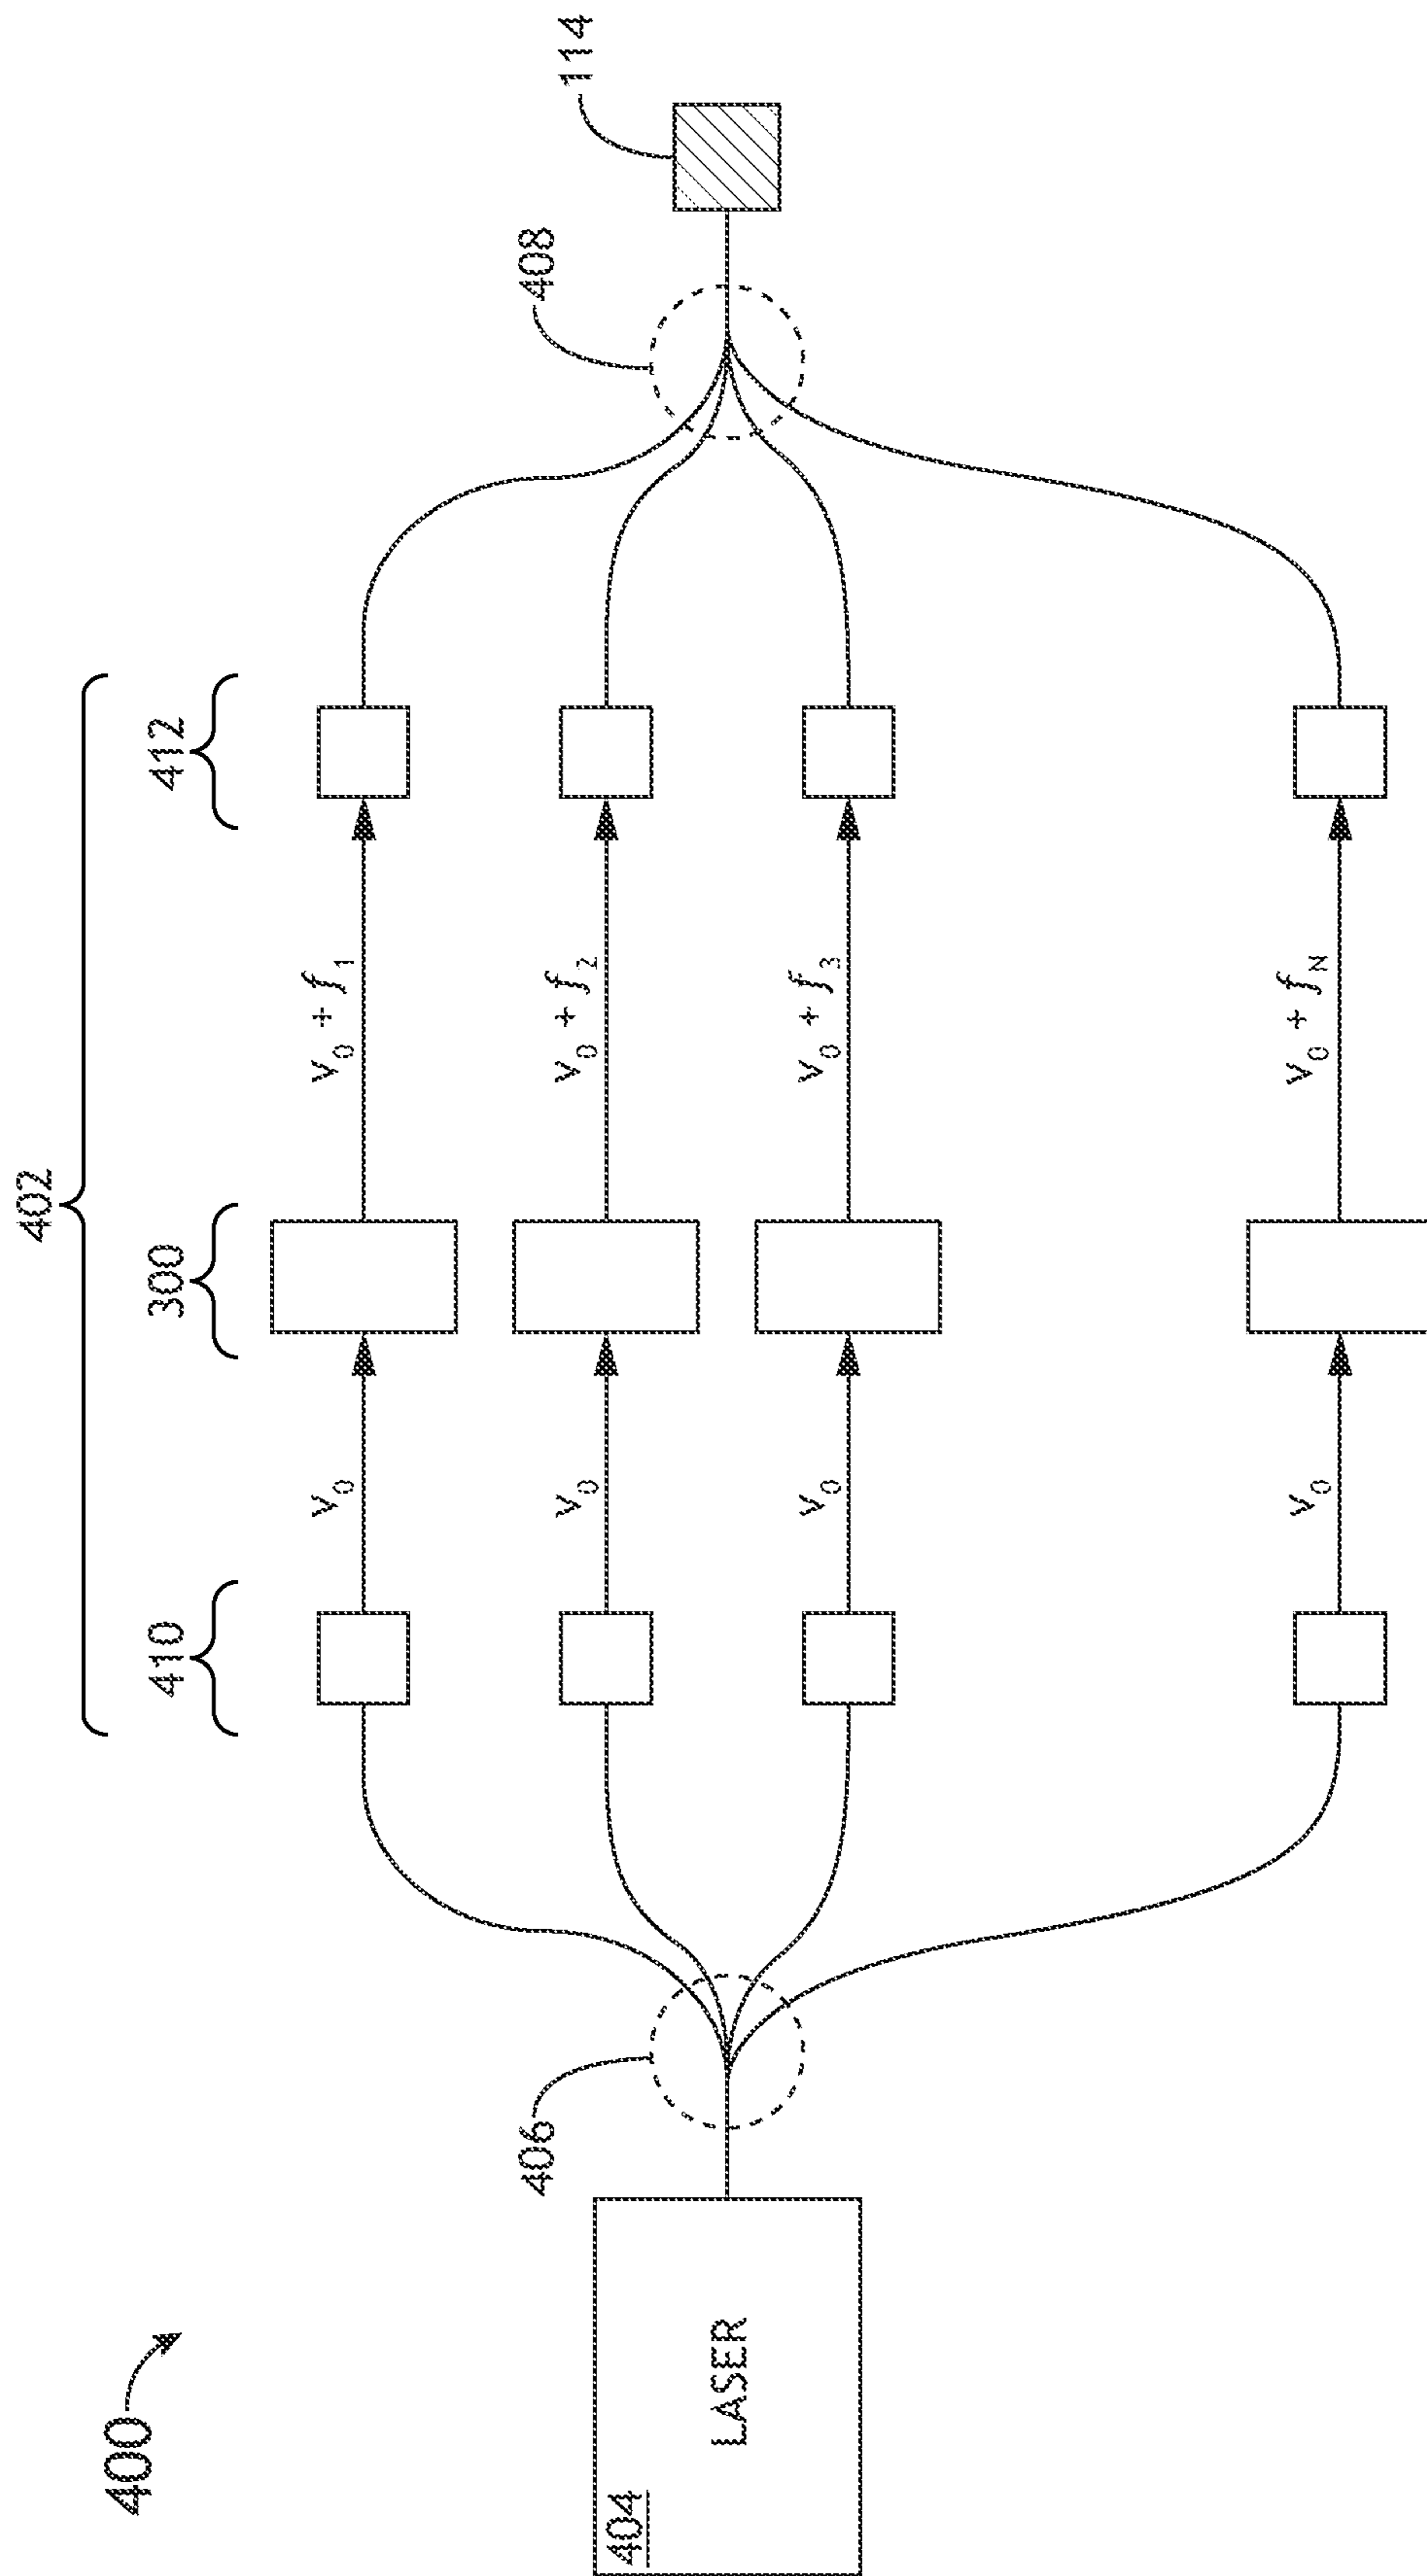 400
402
410
300
412
v₀
v₀ + f₁
v₀
v₀ + f₂
v₀
v₀ + f₃
v₀
v₀ + f_N
406
408
114
404
LASER